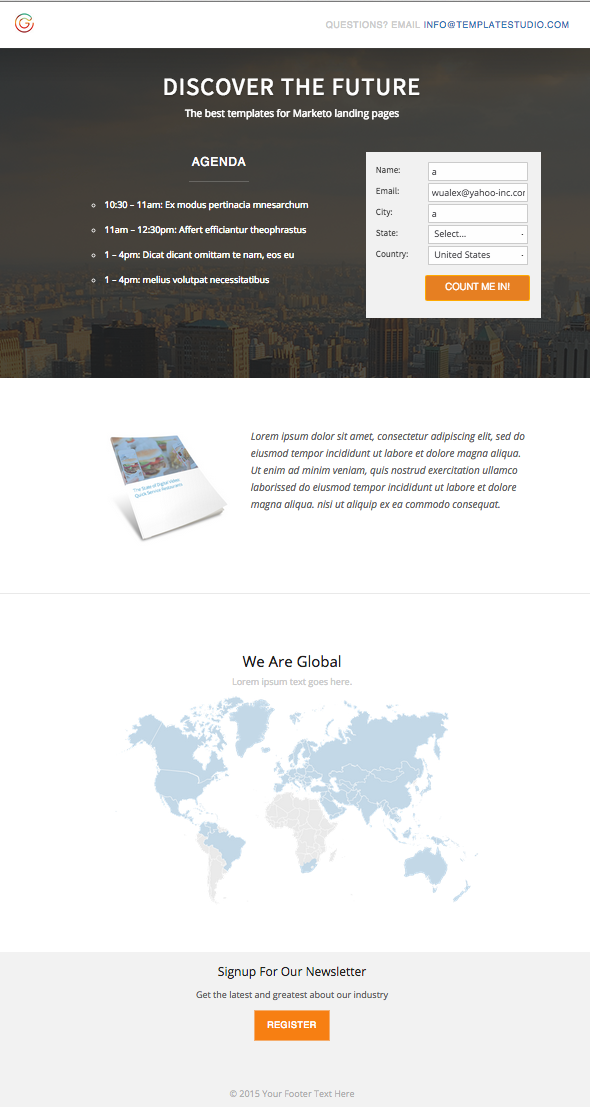 QUESTIONS? EMAIL INFO@TEMPLATESTUDIO.COM
DISCOVER THE FUTURE
The best templates for Marketo landing pages
AGENDA
10:30 – 11am: Ex modus pertinacia mnesarchum
11am – 12:30pm: Affert efficiantur theophrastus
1 – 4pm: Dicat dicant omittam te nam, eos eu
1 – 4pm: melius volutpat necessitatibus
Name: a
Email: wualex@yahoo-inc.com
City: a
State: Select...
Country: United States
COUNT ME IN!
The State of Digital Video
Quick Service Restaurants
Lorem ipsum dolor sit amet, consectetur adipiscing elit, sed do
eiusmod tempor incididunt ut labore et dolore magna aliqua.
Ut enim ad minim veniam, quis nostrud exercitation ullamco
laborissed do eiusmod tempor incididunt ut labore et dolore
magna aliqua. nisi ut aliquip ex ea commodo consequat.
We Are Global
Lorem ipsum text goes here.
Signup For Our Newsletter
Get the latest and greatest about our industry
REGISTER
© 2015 Your Footer Text Here